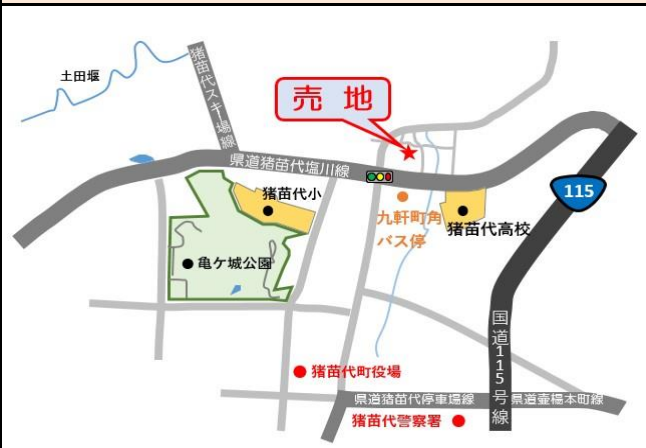 土田堰
猪苗代スキー場線
売地
県道猪苗代塩川線
猪苗代小
九軒町角
バス停
猪苗代高校
115
亀ケ城公園
国道115号線
猪苗代町役場
県道猪苗代停車場線
県道壷楊本町線
猪苗代警察署